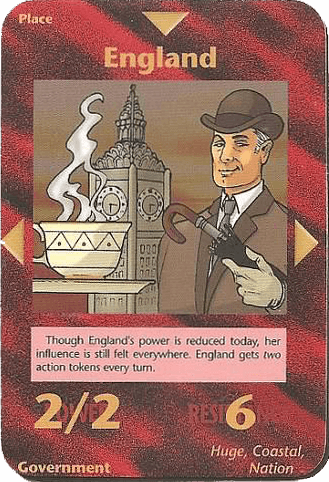 Place
England
Though England's power is reduced today, her
influence is still felt everywhere. England gets two
action tokens every turn.
2/2
6
Huge, Coastal,
Nation
Government